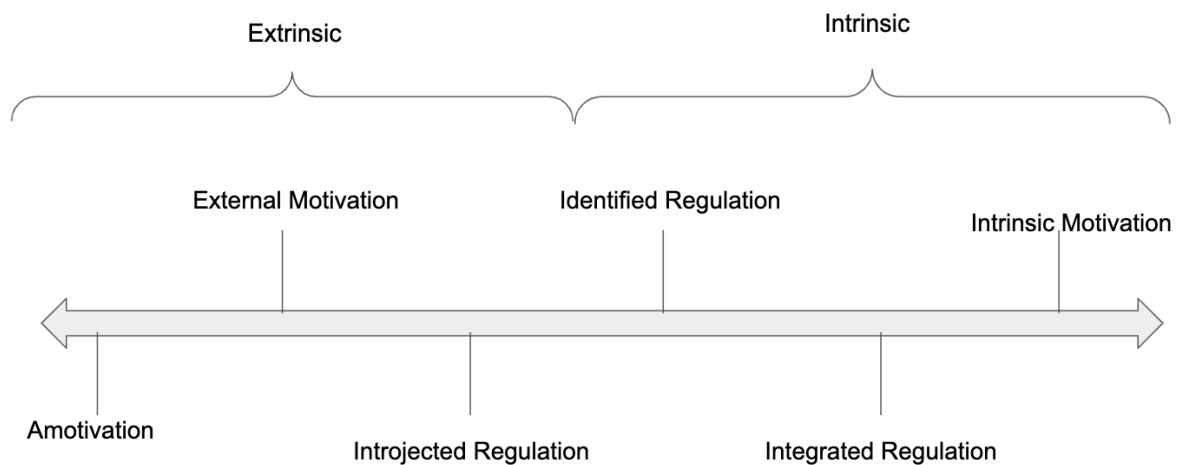 Extrinsic
Intrinsic
External Motivation
Identified Regulation
Intrinsic Motivation
Amotivation
Introjected Regulation
Integrated Regulation